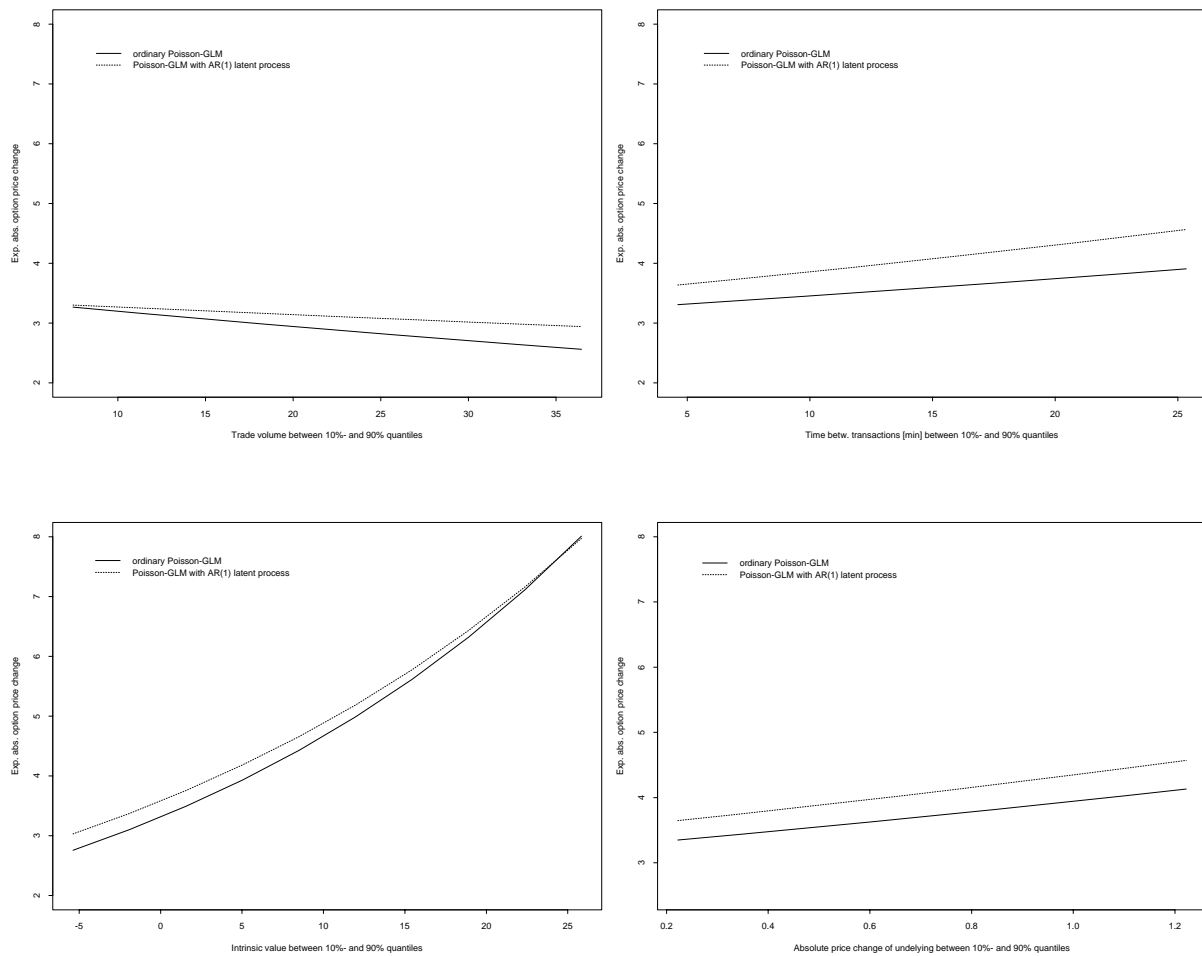 8
7
6
5
4
3
2
Exp. abs. option price change
ordinary Poisson-GLM
Poisson-GLM with AR(1) latent process
10 15 20 25 30 35
Trade volume between 10%- and 90% quantiles
8
7
6
5
4
3
2
Exp. abs. option price change
ordinary Poisson-GLM
Poisson-GLM with AR(1) latent process
5 10 15 20 25
Time betw. transactions [min] between 10%- and 90% quantiles
8
7
6
5
4
3
2
Exp. abs. option price change
ordinary Poisson-GLM
Poisson-GLM with AR(1) latent process
-5 0 5 10 15 20 25
Intrinsic value between 10%- and 90% quantiles
8
7
6
5
4
3
Exp. abs. option price change
ordinary Poisson-GLM
Poisson-GLM with AR(1) latent process
0.2 0.4 0.6 0.8 1.0 1.2
Absolute price change of undelying between 10%- and 90% quantiles